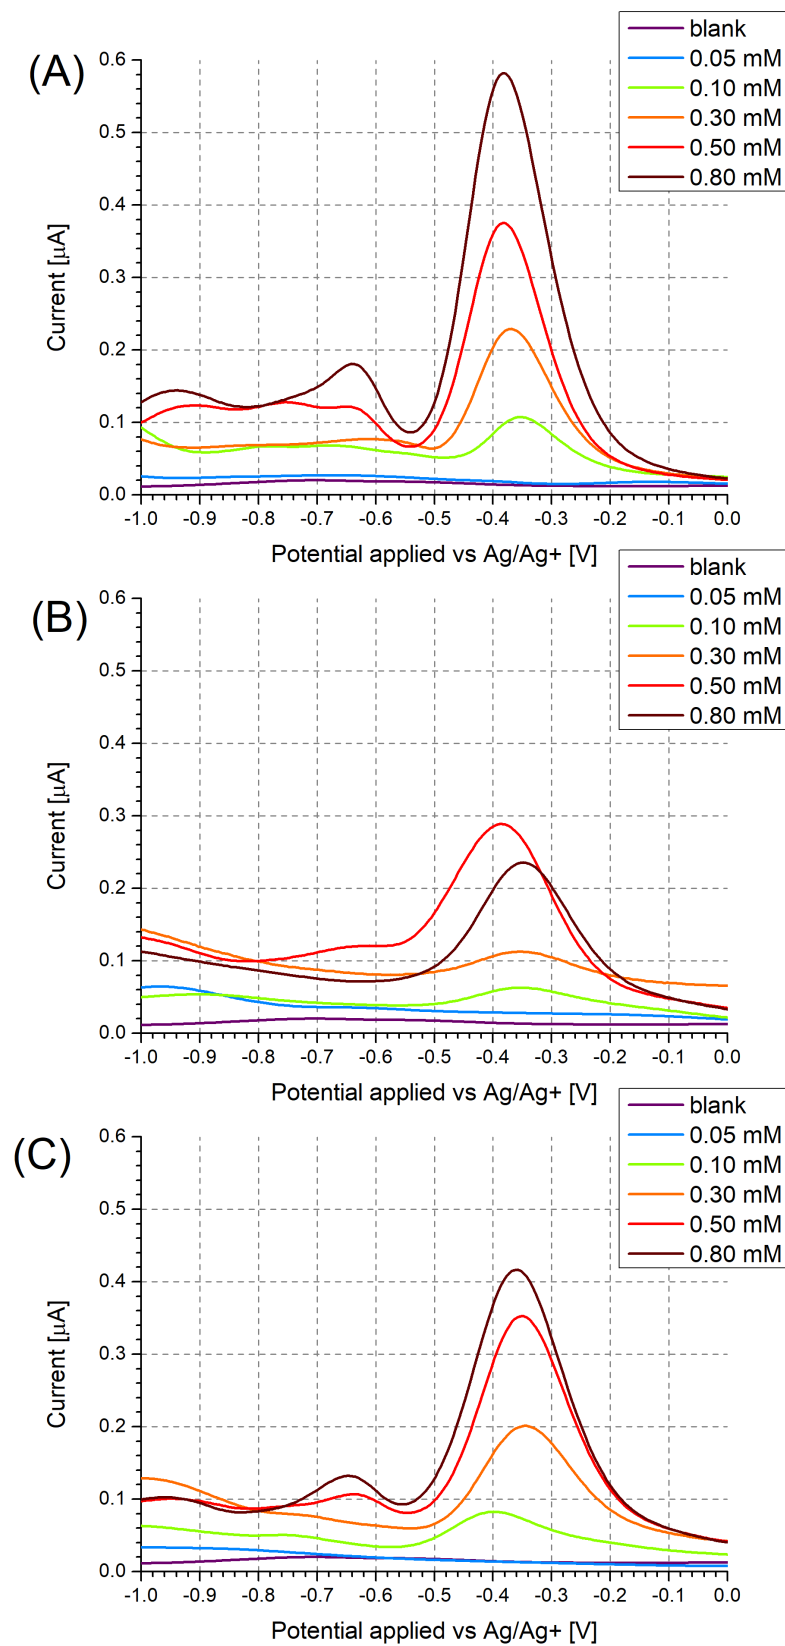 (A)
blank
0.05 mM
0.10 mM
0.30 mM
0.50 mM
0.80 mM
0.6
0.5
0.4
0.3
0.2
0.1
0.0
Current [μA]
-1.0 -0.9 -0.8 -0.7 -0.6 -0.5 -0.4 -0.3 -0.2 -0.1 0.0
Potential applied vs Ag/Ag+ [V]
(B)
blank
0.05 mM
0.10 mM
0.30 mM
0.50 mM
0.80 mM
0.6
0.5
0.4
0.3
0.2
0.1
0.0
Current [μA]
-1.0 -0.9 -0.8 -0.7 -0.6 -0.5 -0.4 -0.3 -0.2 -0.1 0.0
Potential applied vs Ag/Ag+ [V]
(C)
blank
0.05 mM
0.10 mM
0.30 mM
0.50 mM
0.80 mM
0.6
0.5
0.4
0.3
0.2
0.1
0.0
Current [μA]
-1.0 -0.9 -0.8 -0.7 -0.6 -0.5 -0.4 -0.3 -0.2 -0.1 0.0
Potential applied vs Ag/Ag+ [V]